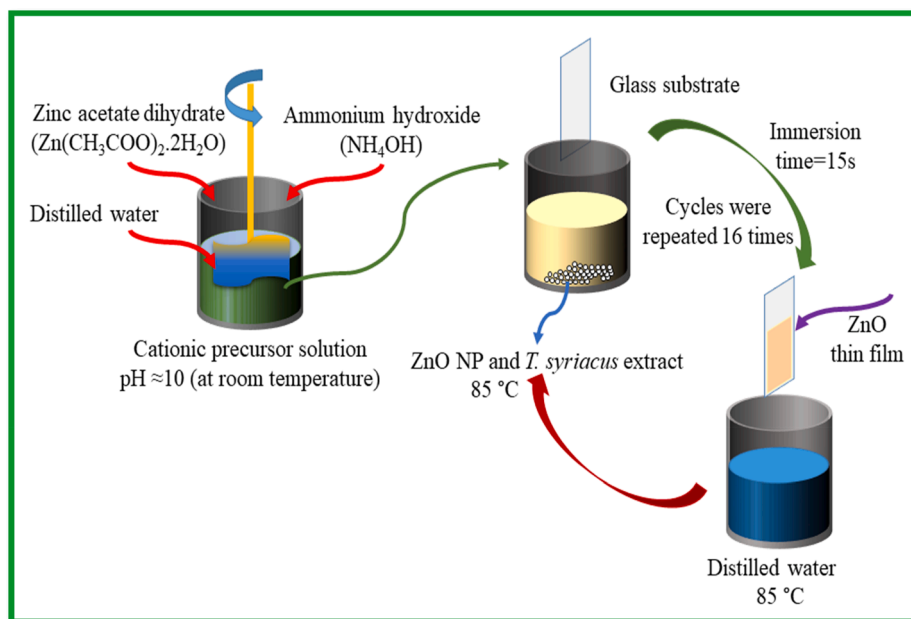 Zinc acetate dihydrate
(Zn(CH₃COO)₂.2H₂O)
Ammonium hydroxide
(NH₄OH)
Distilled water
Cationic precursor solution
pH ≈10 (at room temperature)
Glass substrate
Immersion
time=15s
Cycles were
repeated 16 times
ZnO
thin film
ZnO NP and T. syriacus extract
85 °C
Distilled water
85 °C